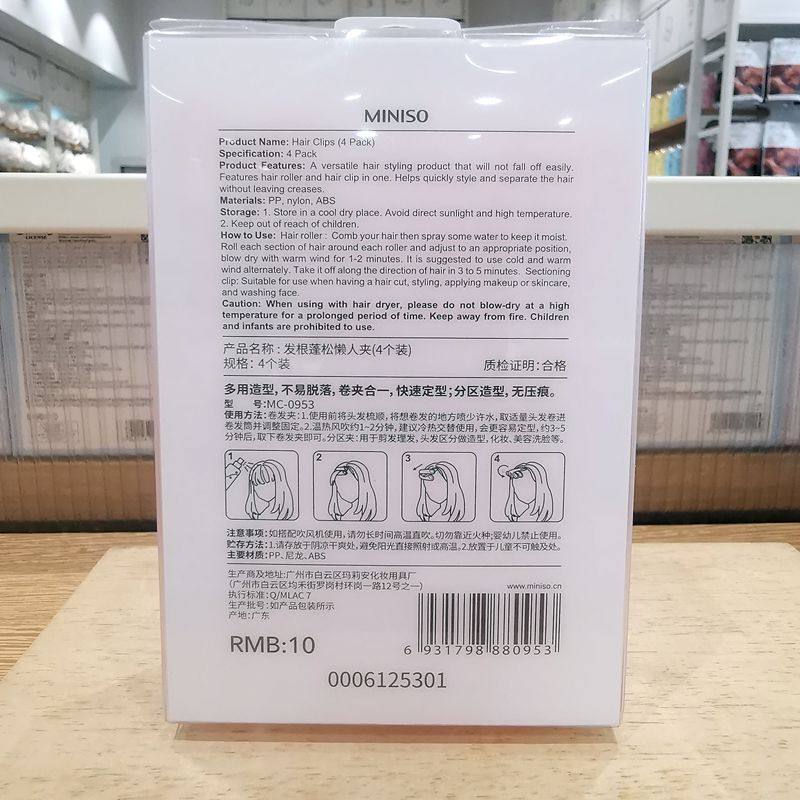 MINISO
Product Name: Hair Clips (4 Pack)
Specification: 4 Pack
Product Features: A versatile hair styling product that will not fall off easily.
Features hair roller and hair clip in one. Helps quickly style and separate the hair
without leaving creases.
Materials: PP, nylon, ABS
Storage: 1. Store in a cool dry place. Avoid direct sunlight and high temperature.
2. Keep out of reach of children.
How to Use: Hair roller : Comb your hair then spray some water to keep it moist.
Roll each section of hair around each roller and adjust to an appropriate position,
blow dry with warm wind for 1-2 minutes. It is suggested to use cold and warm
wind alternately. Take it off along the direction of hair in 3 to 5 minutes. Sectioning
clip: Suitable for use when having a hair cut, styling, applying makeup or skincare,
and washing face.
Caution: When using with hair dryer, please do not blow-dry at a high
temperature for a prolonged period of time. Keep away from fire. Children
and infants are prohibited to use.
产品名称：发根蓬松懒人夹(4个装)
规格：4个装 质检证明：合格
多用造型，不易脱落，卷夹合一，快速定型；分区造型，无压痕。
型 号：MC-0953
使用方法：卷发夹：1.使用前将头发梳顺，将想卷发的地方喷少许水，取适量头发卷进
卷发筒并调整固定。2.温热风吹约1~2分钟，建议冷热交替使用，会更容易定型，约3~5
分钟后，取下卷发夹即可。分区夹：用于剪发理发，头发区分做造型，化妆、美容洗脸等。
1 2 3 4
注意事项：如搭配吹风机使用，请勿长时间高温直吹。切勿靠近火种；婴幼儿禁止使用。
贮存方法：1.请存放于阴凉干爽处，避免阳光直接照射或高温。2.放置于儿童不可触及处。
主要材质：PP、尼龙、ABS
生产商及地址：广州市白云区玛莉安化妆用具厂
（广州市白云区均禾街罗岗村环岗一路12号之一）
www.miniso.cn
执行标准：Q/MLAC 7
生产批号：如产品包装所示
产地：广东
RMB:10
6 931798 880953
0006125301